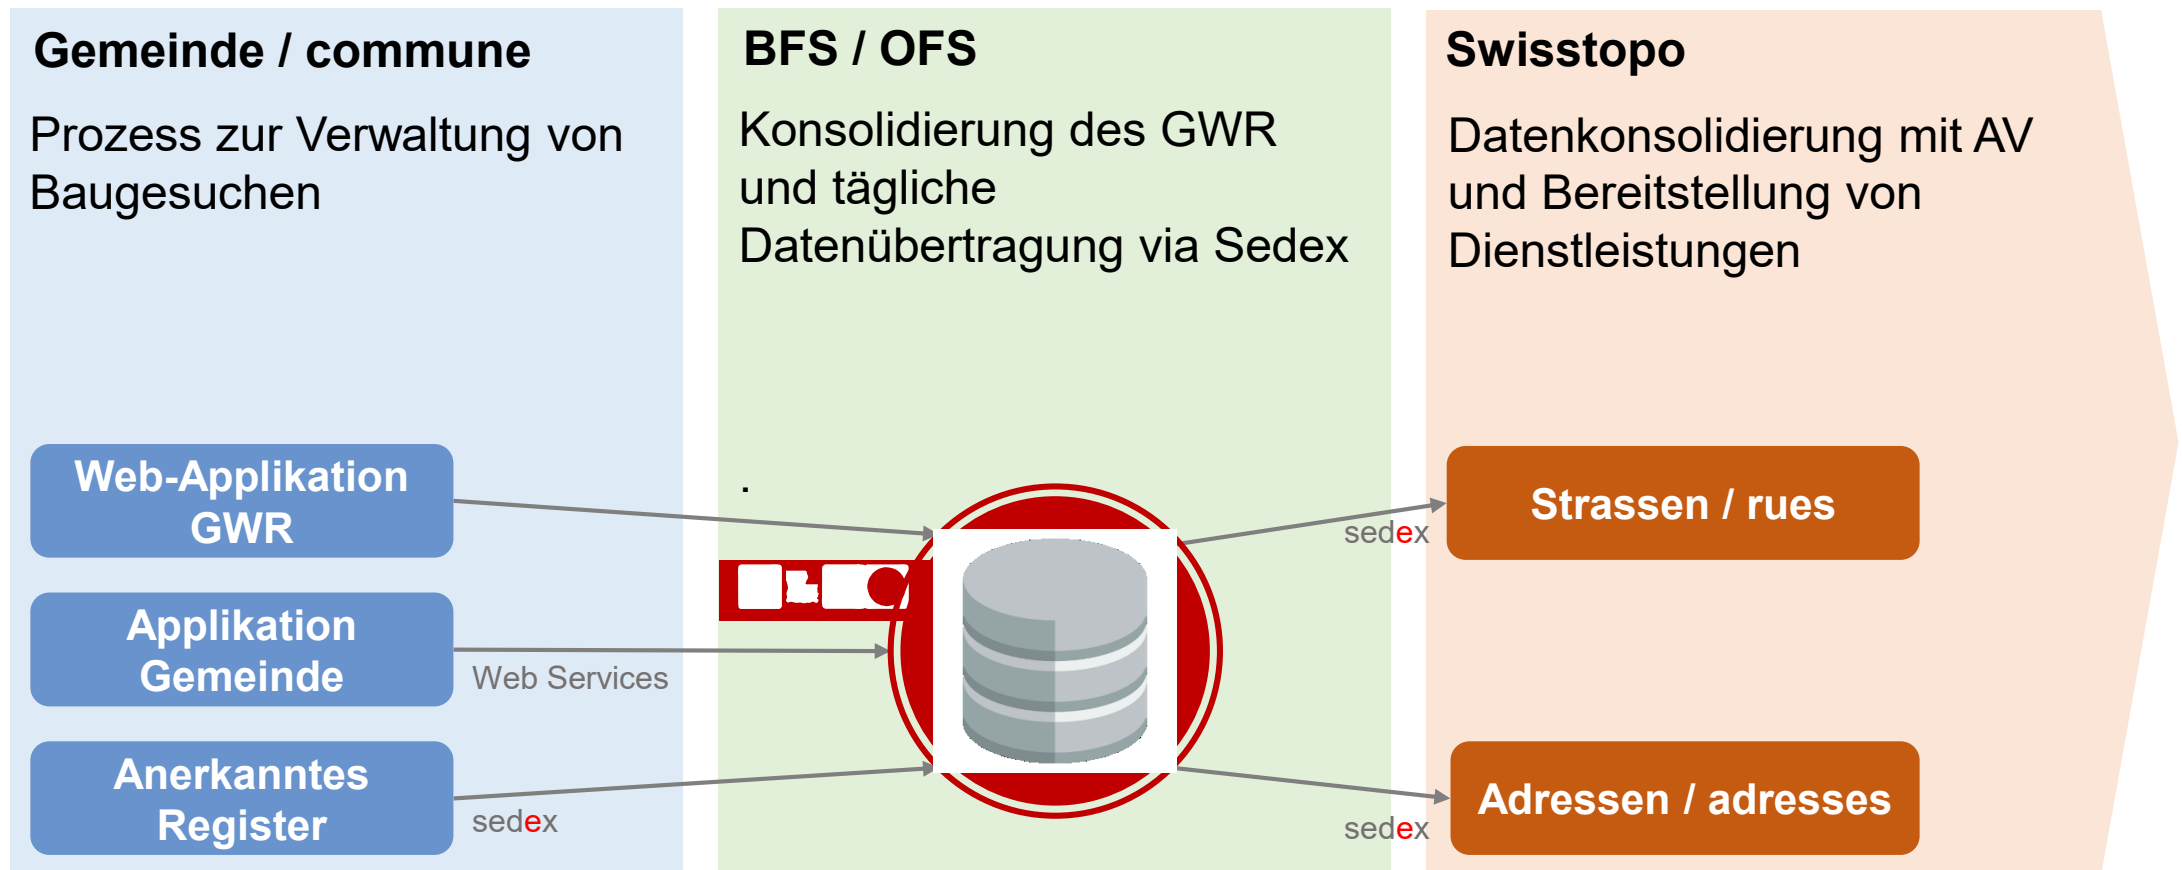 Gemeinde / commune
Prozess zur Verwaltung von
Baugesuchen
Web-Applikation
GWR
Applikation
Gemeinde
Web Services
Anerkanntes
Register
sedex
BFS / OFS
Konsolidierung des GWR
und tägliche
Datenübertragung via Sedex
.
Swisstopo
Datenkonsolidierung mit AV
und Bereitstellung von
Dienstleistungen
sedex
Strassen / rues
sedex
Adressen / adresses